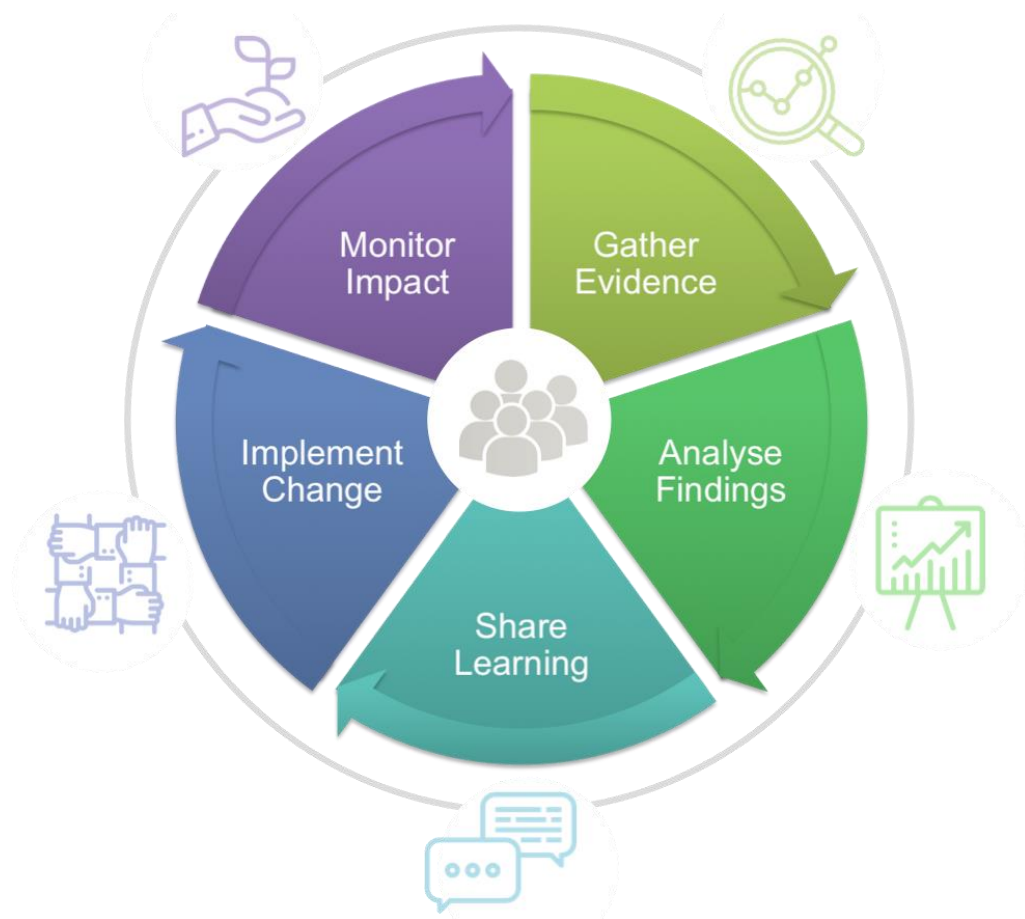 Monitor
Impact
Gather
Evidence
Implement
Change
Analyse
Findings
Share
Learning